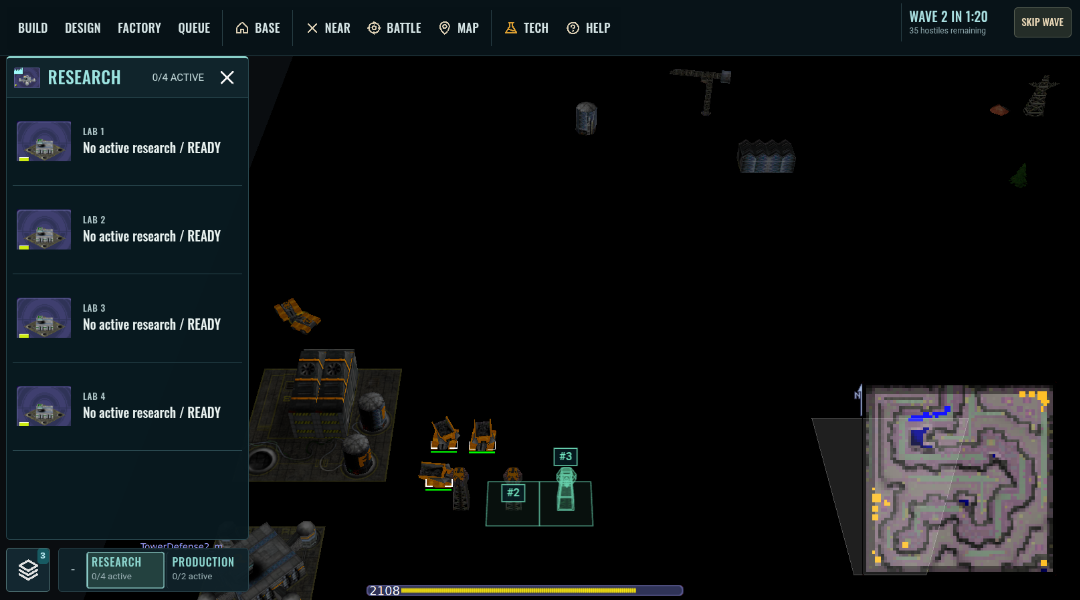 BUILD DESIGN FACTORY QUEUE BASE NEAR BATTLE MAP TECH HELP
WAVE 2 IN 1:20
35 hostiles remaining
SKIP WAVE
RESEARCH 0/4 ACTIVE
LAB 1
No active research / READY
LAB 2
No active research / READY
LAB 3
No active research / READY
LAB 4
No active research / READY
#3
#2
N
3
-
RESEARCH
0/4 active
PRODUCTION
0/2 active
2108